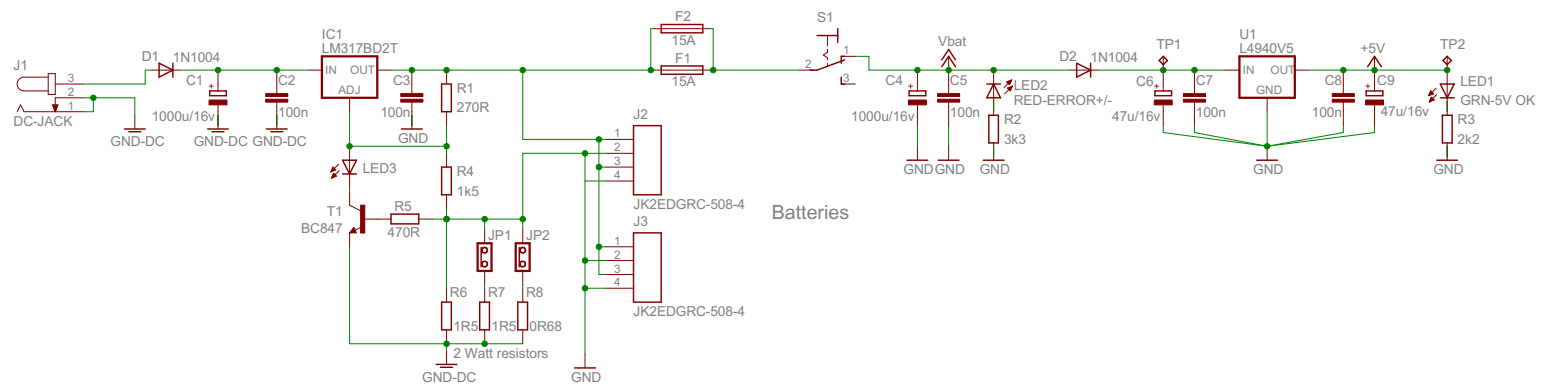 J1
3
2
1
DC-JACK
GND-DC
D1
1N1004
C1
+
1000u/16v
GND-DC
C2
100n
GND-DC
IC1
LM317BD2T
IN
OUT
ADJ
C3
100n
GND
R1
270R
LED3
R4
1k5
T1
BC847
R5
470R
JP1
JP2
R6
1R5
R7
1R5
R8
0R68
2 Watt resistors
GND-DC
GND
F2
15A
F1
15A
J2
1
2
3
4
JK2EDGRC-508-4
J3
1
2
3
4
JK2EDGRC-508-4
Batteries
S1
2
1
3
Vbat
C4
+
1000u/16v
GND
C5
100n
GND
LED2
RED-ERROR+/-
R2
3k3
GND
D2
1N1004
TP1
C6
+
47u/16v
C7
100n
U1
L4940V5
IN
OUT
GND
GND
C8
100n
+5V
C9
+
47u/16v
TP2
LED1
GRN-5V OK
R3
2k2
GND